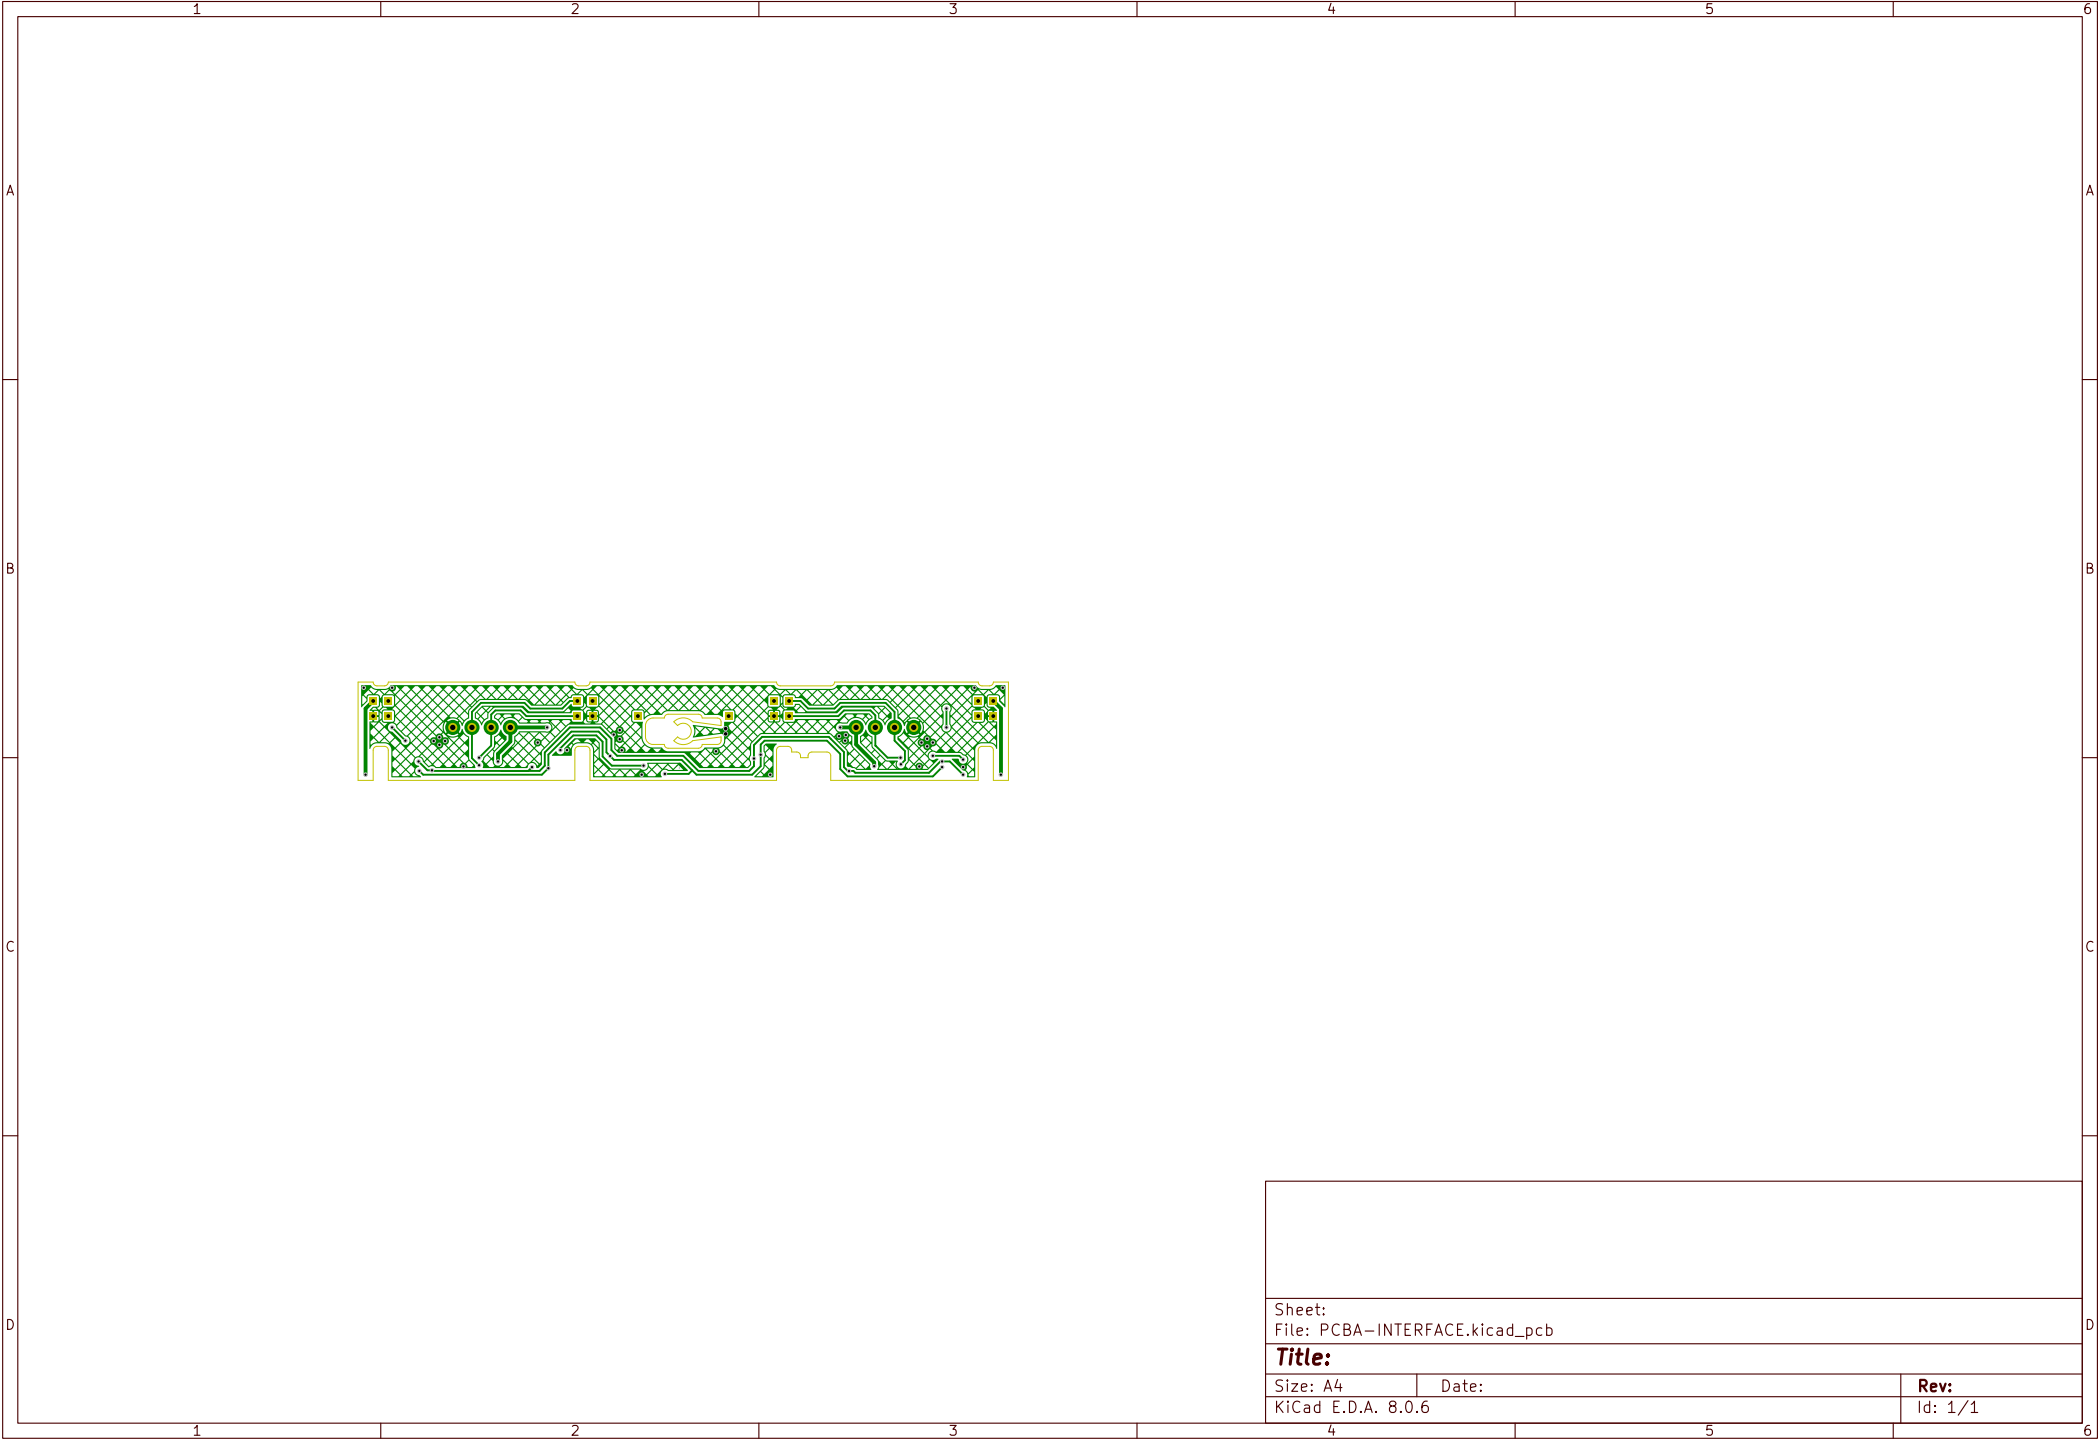 1 2 3 4 5 6
A A
B B
C C
D D
Sheet:
File: PCBA-INTERFACE.kicad_pcb
Title:
Size: A4 Date: Rev:
KiCad E.D.A. 8.0.6 Id: 1/1
1 2 3 4 5 6